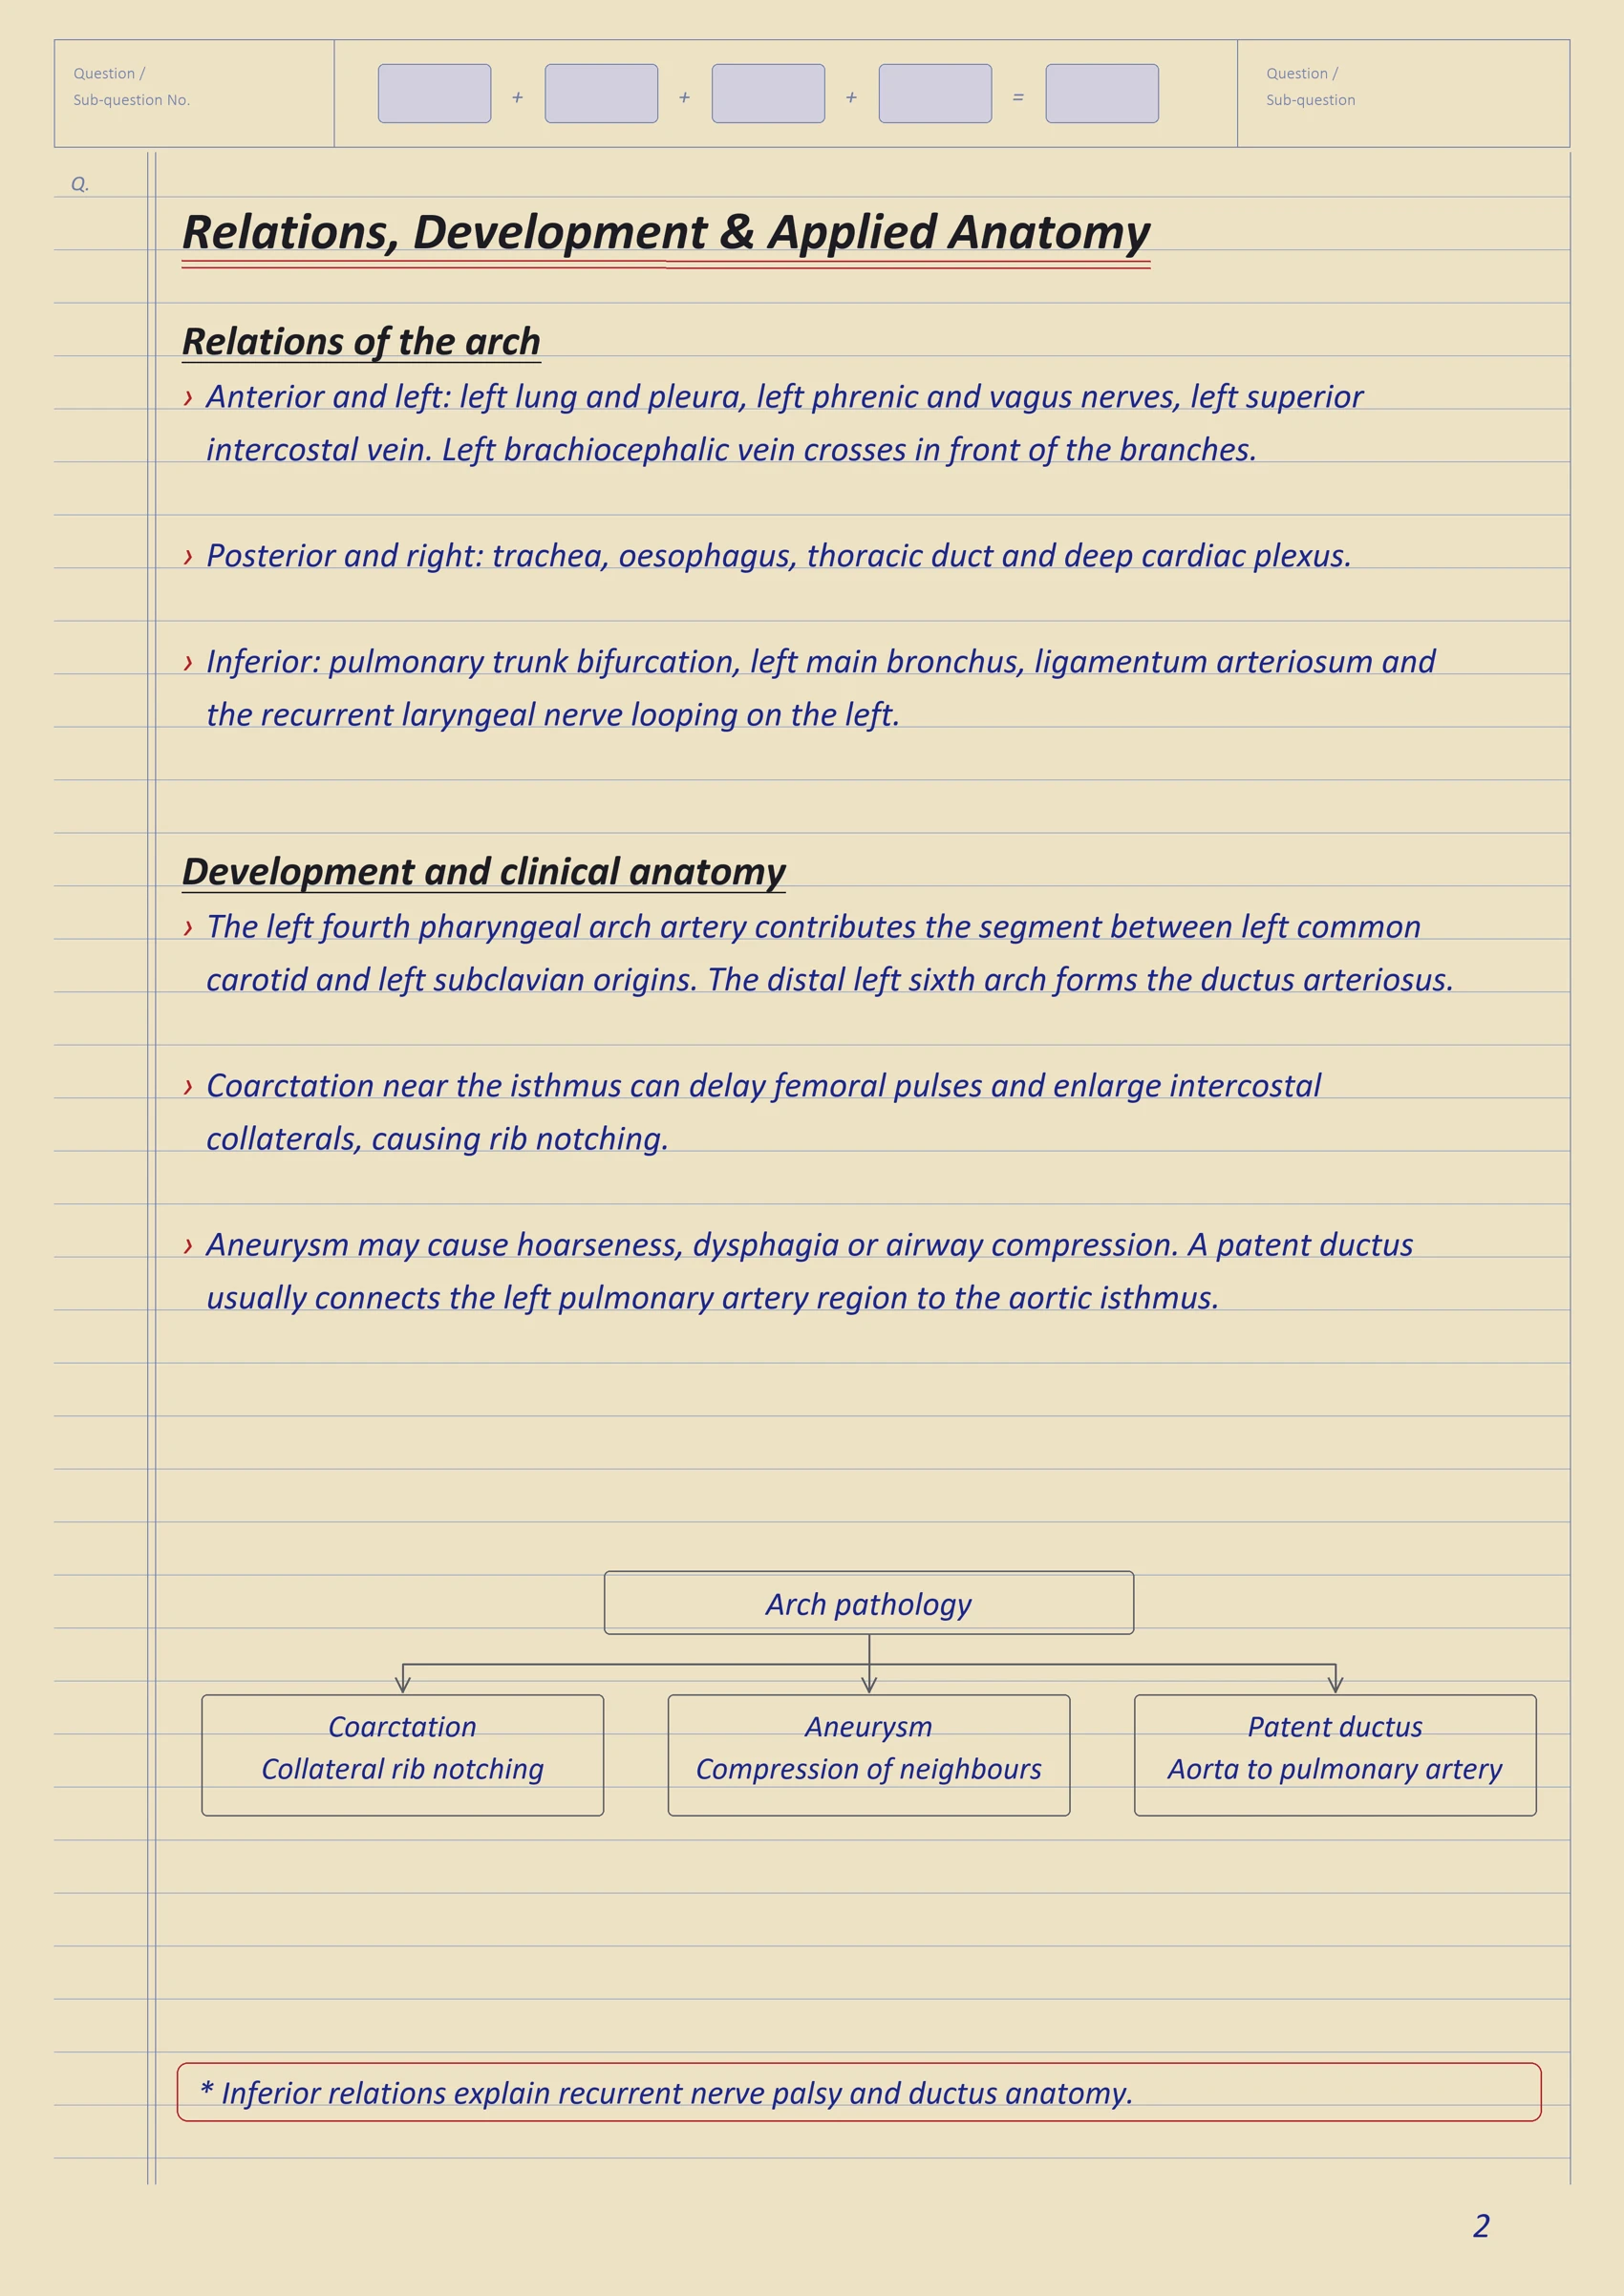 Question /
Sub-question No.
+ + + =
Question /
Sub-question
Q.
Relations, Development & Applied Anatomy
Relations of the arch
› Anterior and left: left lung and pleura, left phrenic and vagus nerves, left superior
intercostal vein. Left brachiocephalic vein crosses in front of the branches.
› Posterior and right: trachea, oesophagus, thoracic duct and deep cardiac plexus.
› Inferior: pulmonary trunk bifurcation, left main bronchus, ligamentum arteriosum and
the recurrent laryngeal nerve looping on the left.
Development and clinical anatomy
› The left fourth pharyngeal arch artery contributes the segment between left common
carotid and left subclavian origins. The distal left sixth arch forms the ductus arteriosus.
› Coarctation near the isthmus can delay femoral pulses and enlarge intercostal
collaterals, causing rib notching.
› Aneurysm may cause hoarseness, dysphagia or airway compression. A patent ductus
usually connects the left pulmonary artery region to the aortic isthmus.
Arch pathology
Coarctation
Collateral rib notching
Aneurysm
Compression of neighbours
Patent ductus
Aorta to pulmonary artery
* Inferior relations explain recurrent nerve palsy and ductus anatomy.
2